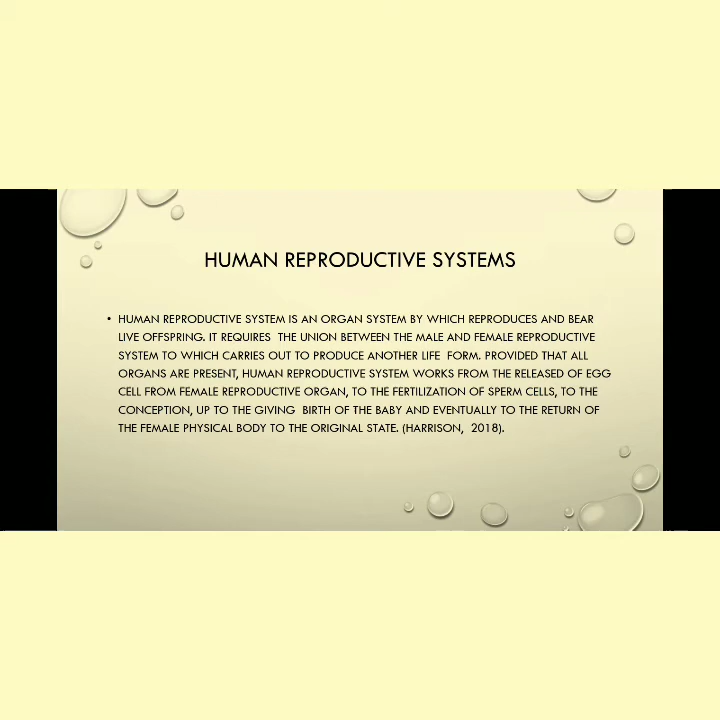 HUMAN REPRODUCTIVE SYSTEMS
• HUMAN REPRODUCTIVE SYSTEM IS AN ORGAN SYSTEM BY WHICH REPRODUCES AND BEAR
LIVE OFFSPRING. IT REQUIRES  THE UNION BETWEEN THE MALE AND FEMALE REPRODUCTIVE
SYSTEM TO WHICH CARRIES OUT TO PRODUCE ANOTHER LIFE  FORM. PROVIDED THAT ALL
ORGANS ARE PRESENT, HUMAN REPRODUCTIVE SYSTEM WORKS FROM THE RELEASED OF EGG
CELL FROM FEMALE REPRODUCTIVE ORGAN, TO THE FERTILIZATION OF SPERM CELLS, TO THE
CONCEPTION, UP TO THE GIVING  BIRTH OF THE BABY AND EVENTUALLY TO THE RETURN OF
THE FEMALE PHYSICAL BODY TO THE ORIGINAL STATE. (HARRISON,  2018).